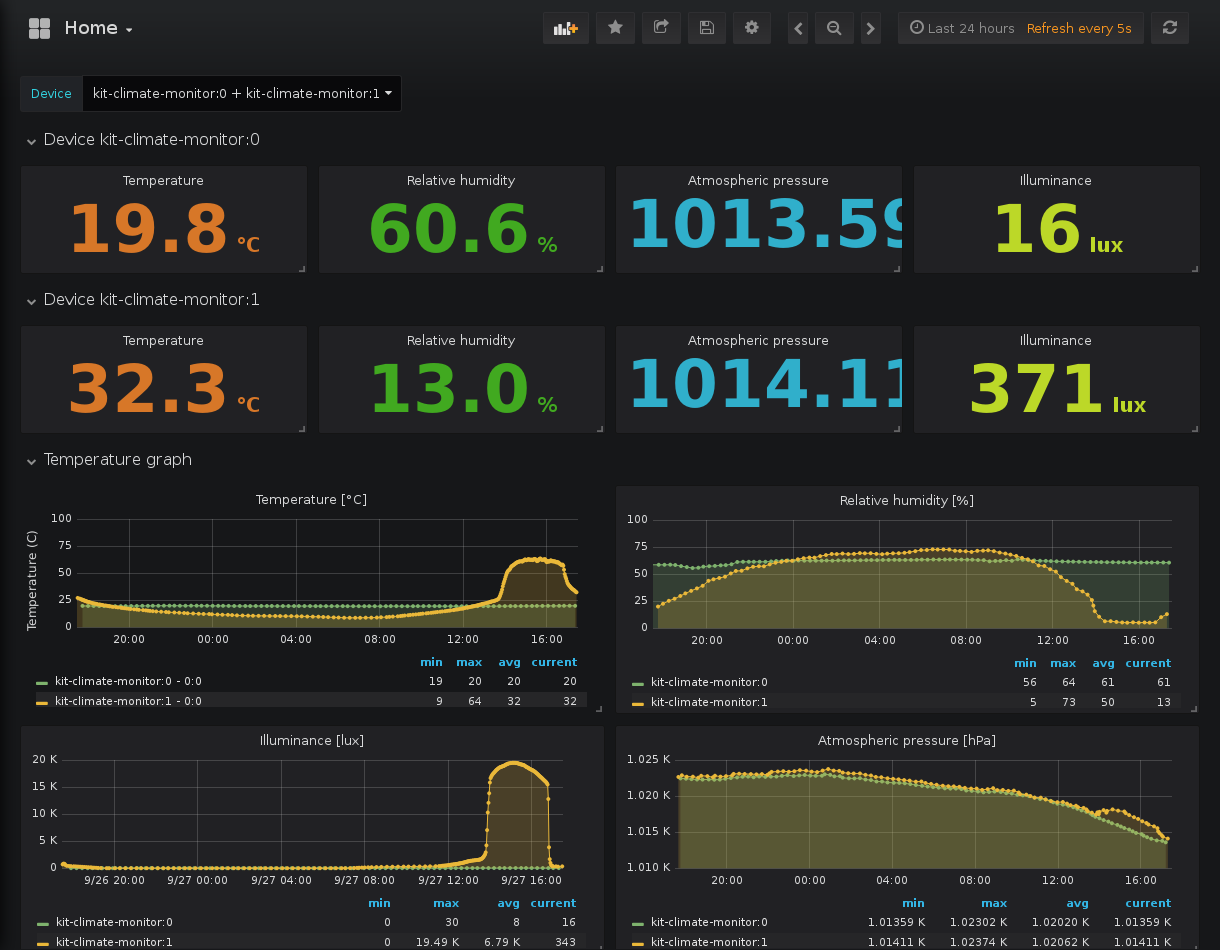 Home
Last 24 hours Refresh every 5s
Device kit-climate-monitor:0 + kit-climate-monitor:1
Device kit-climate-monitor:0
Temperature Relative humidity Atmospheric pressure Illuminance
19.8 °C 60.6 % 1013.59 16 lux
Device kit-climate-monitor:1
Temperature Relative humidity Atmospheric pressure Illuminance
32.3 °C 13.0 % 1014.11 371 lux
Temperature graph
Temperature [°C]
Temperature (C)
100
75
50
25
0
20:00 00:00 04:00 08:00 12:00 16:00
min max avg current
kit-climate-monitor:0 - 0:0 19 20 20 20
kit-climate-monitor:1 - 0:0 9 64 32 32
Relative humidity [%]
100
75
50
25
0
20:00 00:00 04:00 08:00 12:00 16:00
min max avg current
kit-climate-monitor:0 56 64 61 61
kit-climate-monitor:1 5 73 50 13
Illuminance [lux]
20 K
15 K
10 K
5 K
0
9/26 20:00 9/27 00:00 9/27 04:00 9/27 08:00 9/27 12:00 9/27 16:00
min max avg current
kit-climate-monitor:0 0 30 8 16
kit-climate-monitor:1 0 19.49 K 6.79 K 343
Atmospheric pressure [hPa]
1.025 K
1.020 K
1.015 K
1.010 K
20:00 00:00 04:00 08:00 12:00 16:00
min max avg current
kit-climate-monitor:0 1.01359 K 1.02302 K 1.02020 K 1.01359 K
kit-climate-monitor:1 1.01411 K 1.02374 K 1.02062 K 1.01411 K